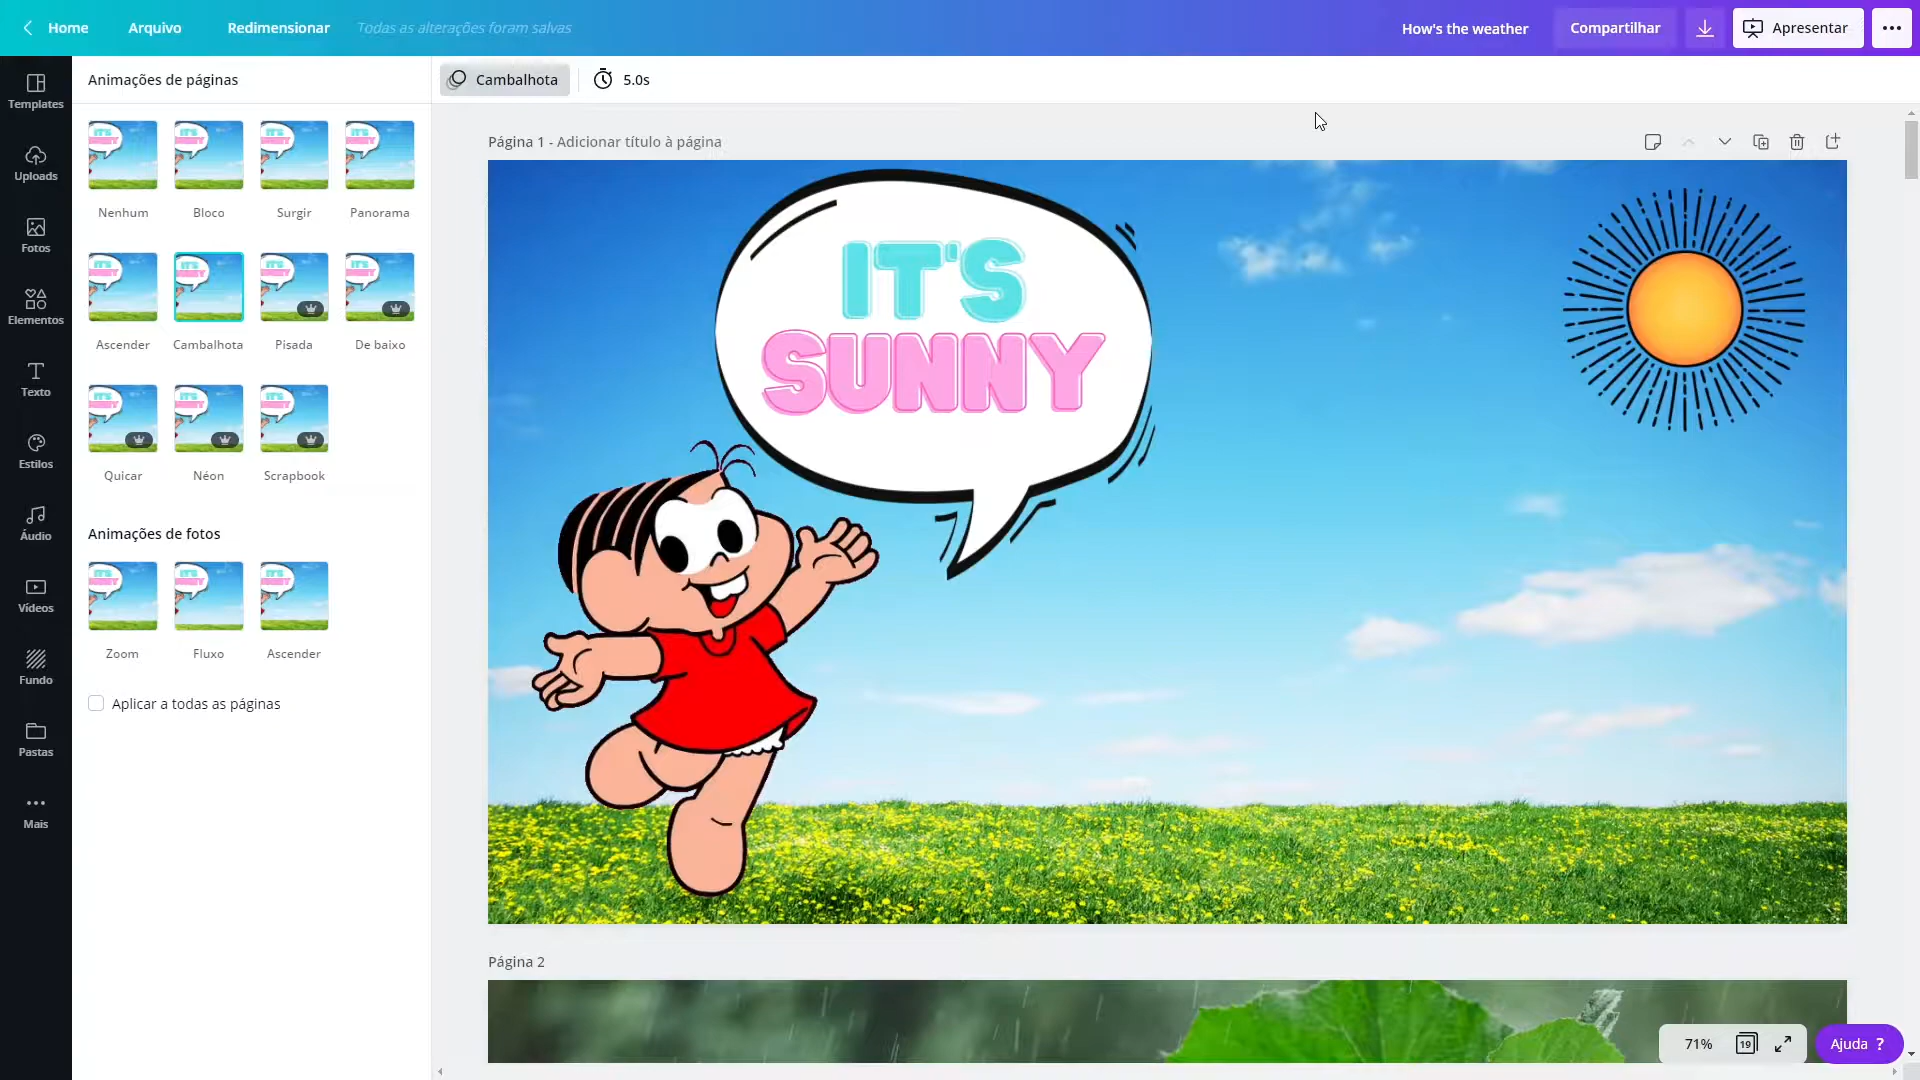 Home Arquivo Redimensionar Todas as alterações foram salvas How's the weather Compartilhar Apresentar
Templates
Uploads
Fotos
Elementos
Texto
Estilos
Áudio
Vídeos
Fundo
Pastas
Mais
Animações de páginas
Nenhum Bloco Surgir Panorama
Ascender Cambalhota Pisada De baixo
Quicar Néon Scrapbook
Animações de fotos
Zoom Fluxo Ascender
Aplicar a todas as páginas
Cambalhota 5.0s
Página 1 - Adicionar título à página
IT'S
SUNNY
Página 2
71% 19 Ajuda ?